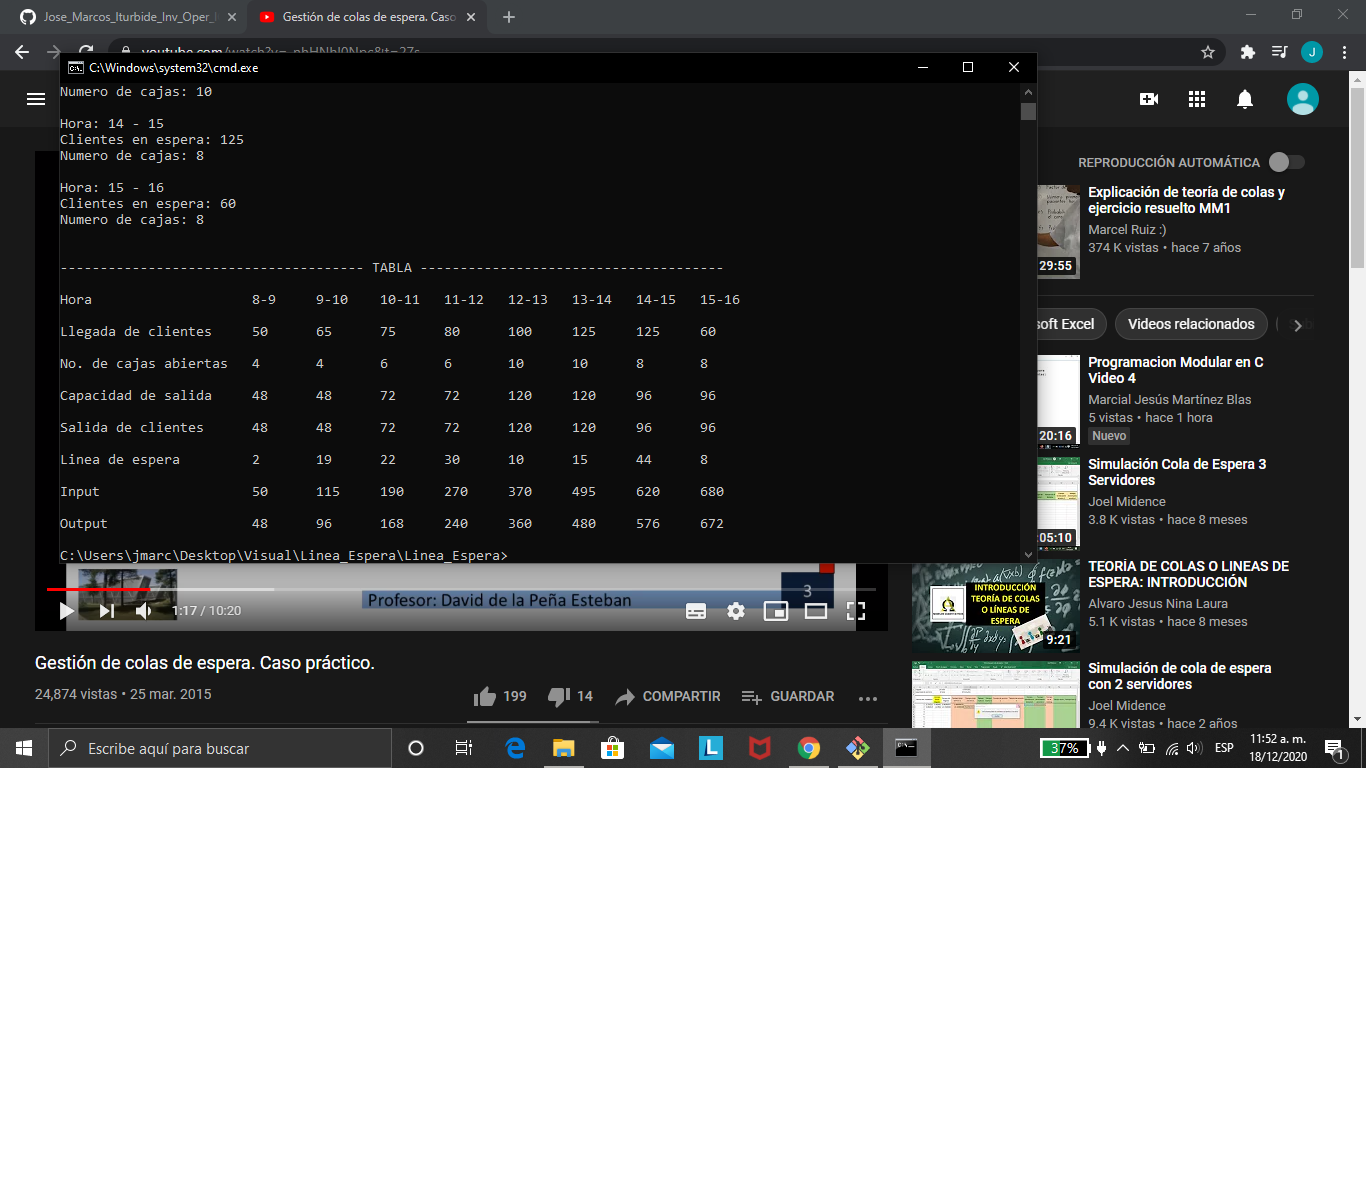 Jose_Marcos_Iturbide_Inv_Oper_I
Gestión de colas de espera. Caso
C:\Windows\system32\cmd.exe
Numero de cajas: 10
Hora: 14 - 15
Clientes en espera: 125
Numero de cajas: 8
Hora: 15 - 16
Clientes en espera: 60
Numero de cajas: 8
-------------------------------------- TABLA --------------------------------------
Hora 8-9 9-10 10-11 11-12 12-13 13-14 14-15 15-16
Llegada de clientes 50 65 75 80 100 125 125 60
No. de cajas abiertas 4 4 6 6 10 10 8 8
Capacidad de salida 48 48 72 72 120 120 96 96
Salida de clientes 48 48 72 72 120 120 96 96
Linea de espera 2 19 22 30 10 15 44 8
Input 50 115 190 270 370 495 620 680
Output 48 96 168 240 360 480 576 672
C:\Users\jmarc\Desktop\Visual\Linea_Espera\Linea_Espera>
Profesor: David de la Peña Esteban
3
1:17 / 10:20
Gestión de colas de espera. Caso práctico.
24,874 vistas • 25 mar. 2015
199
14
COMPARTIR
GUARDAR
J
REPRODUCCIÓN AUTOMÁTICA
29:55
Explicación de teoría de colas y
ejercicio resuelto MM1
Marcel Ruiz :)
374 K vistas • hace 7 años
soft Excel
Videos relacionados
20:16
Programacion Modular en C
Video 4
Marcial Jesús Martínez Blas
5 vistas • hace 1 hora
Nuevo
05:10
Simulación Cola de Espera 3
Servidores
Joel Midence
3.8 K vistas • hace 8 meses
INTRODUCCIÓN
TEORÍA DE COLAS
O LÍNEAS DE
ESPERA
9:21
TEORÍA DE COLAS O LINEAS DE
ESPERA: INTRODUCCIÓN
Alvaro Jesus Nina Laura
5.1 K vistas • hace 8 meses
Simulación de cola de espera
con 2 servidores
Joel Midence
9.4 K vistas • hace 2 años
Escribe aquí para buscar
L
37%
ESP
11:52 a. m.
18/12/2020
1